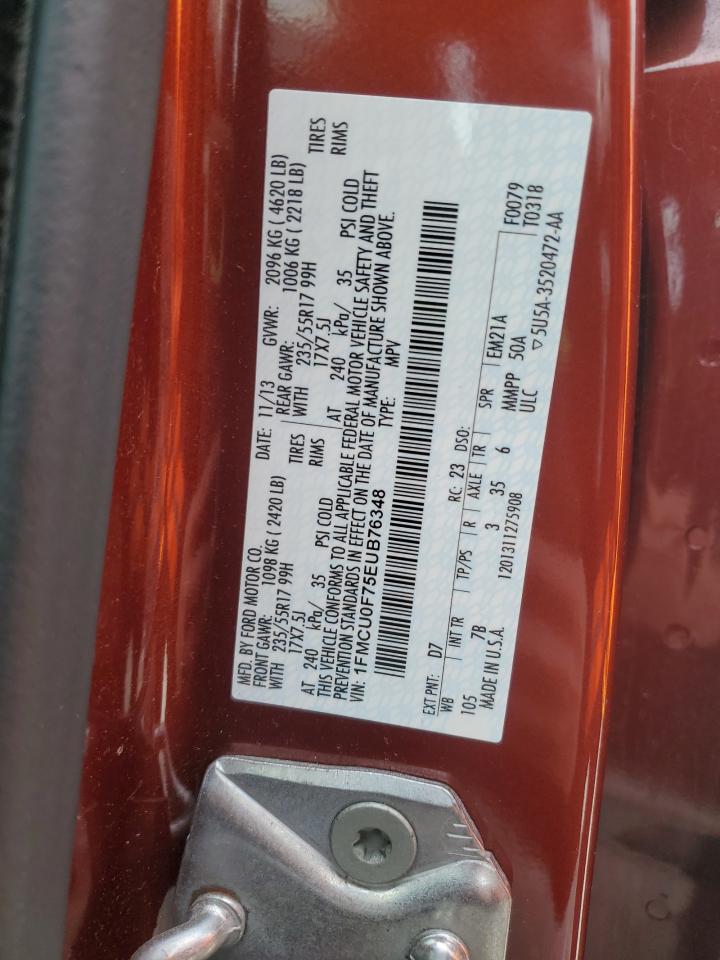 MFD. BY FORD MOTOR CO.
DATE: 11/13 GVWR: 2096 KG ( 4620 LB)
FRONT GAWR: 1098 KG ( 2420 LB) REAR GAWR: 1006 KG ( 2218 LB)
WITH 235/55R17 99H TIRES WITH 235/55R17 99H TIRES
17X7.5J RIMS 17X7.5J RIMS
AT 240 kPa/ 35 PSI COLD AT 240 kPa/ 35 PSI COLD
THIS VEHICLE CONFORMS TO ALL APPLICABLE FEDERAL MOTOR VEHICLE SAFETY AND THEFT
PREVENTION STANDARDS IN EFFECT ON THE DATE OF MANUFACTURE SHOWN ABOVE.
VIN: 1FMCU0F75EUB76348 TYPE: MPV
EXT PNT: D7 RC: 23 DSO: F0079
WB INT TR TP/PS R AXLE TR SPR EM21A T0318
105 7B 3 35 6 MMPP 50A
MADE IN U.S.A. 1201311275908 ULC ▽5U5A-3520472-AA